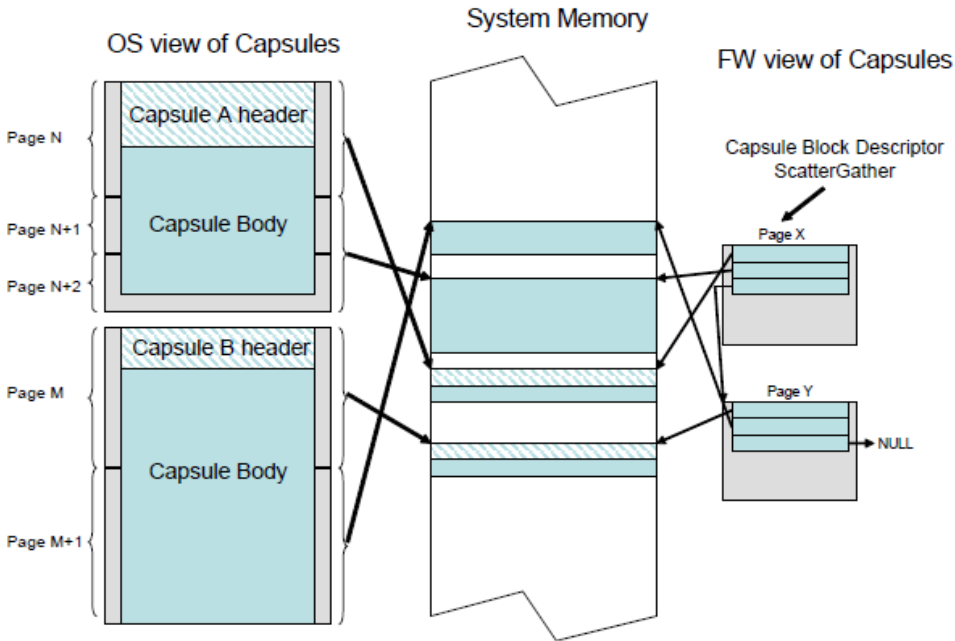 System Memory
OS view of Capsules
FW view of Capsules
Capsule A header
Page N
Capsule Block Descriptor
ScatterGather
Capsule Body
Page N+1
Page X
Page N+2
Capsule B header
Page M
Page Y
NULL
Capsule Body
Page M+1